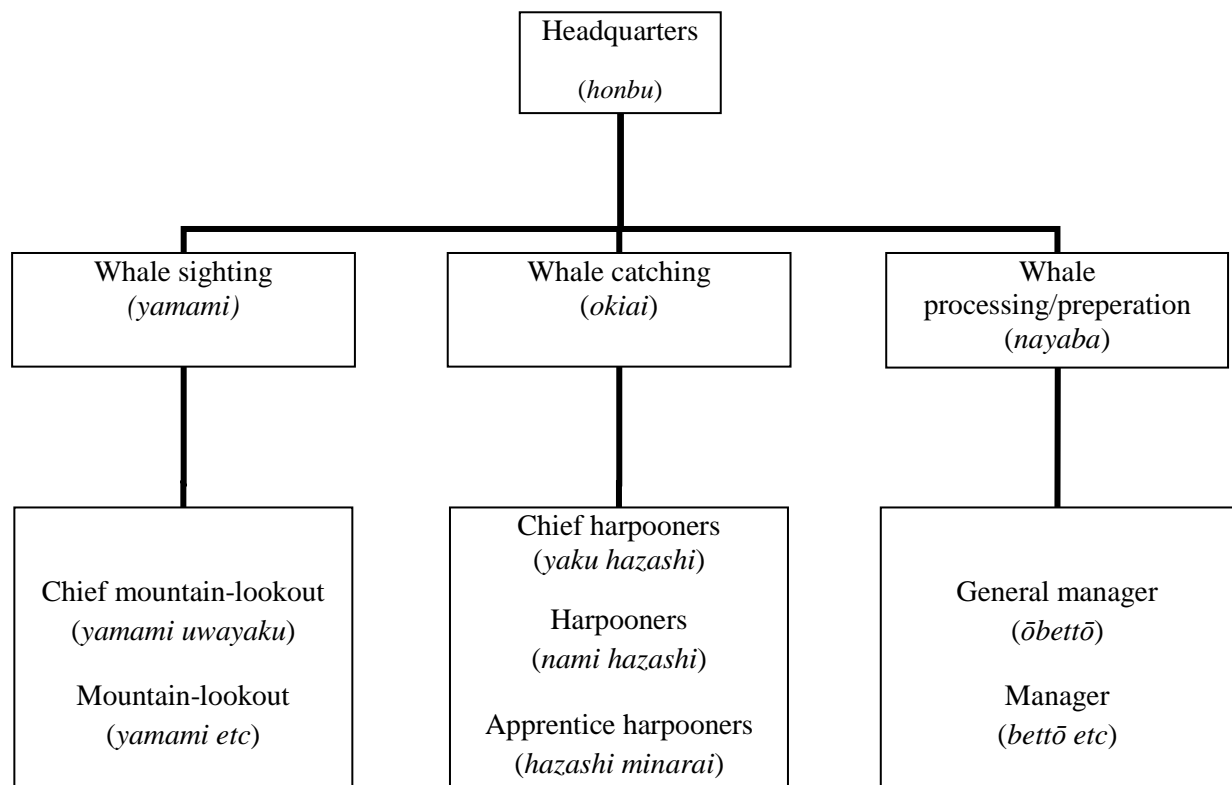 Headquarters
(honbu)
Whale sighting
(yamami)
Whale catching
(okiai)
Whale
processing/preperation
(nayaba)
Chief mountain-lookout
(yamami uwayaku)
Mountain-lookout
(yamami etc)
Chief harpooners
(yaku hazashi)
Harpooners
(nami hazashi)
Apprentice harpooners
(hazashi minarai)
General manager
(ōbettō)
Manager
(bettō etc)